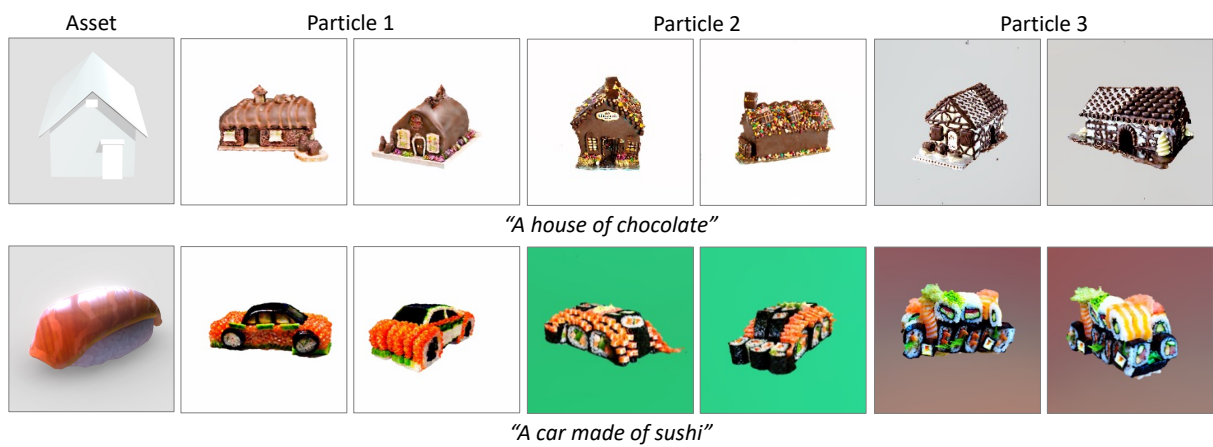 Asset Particle 1 Particle 2 Particle 3
“A house of chocolate”
“A car made of sushi”